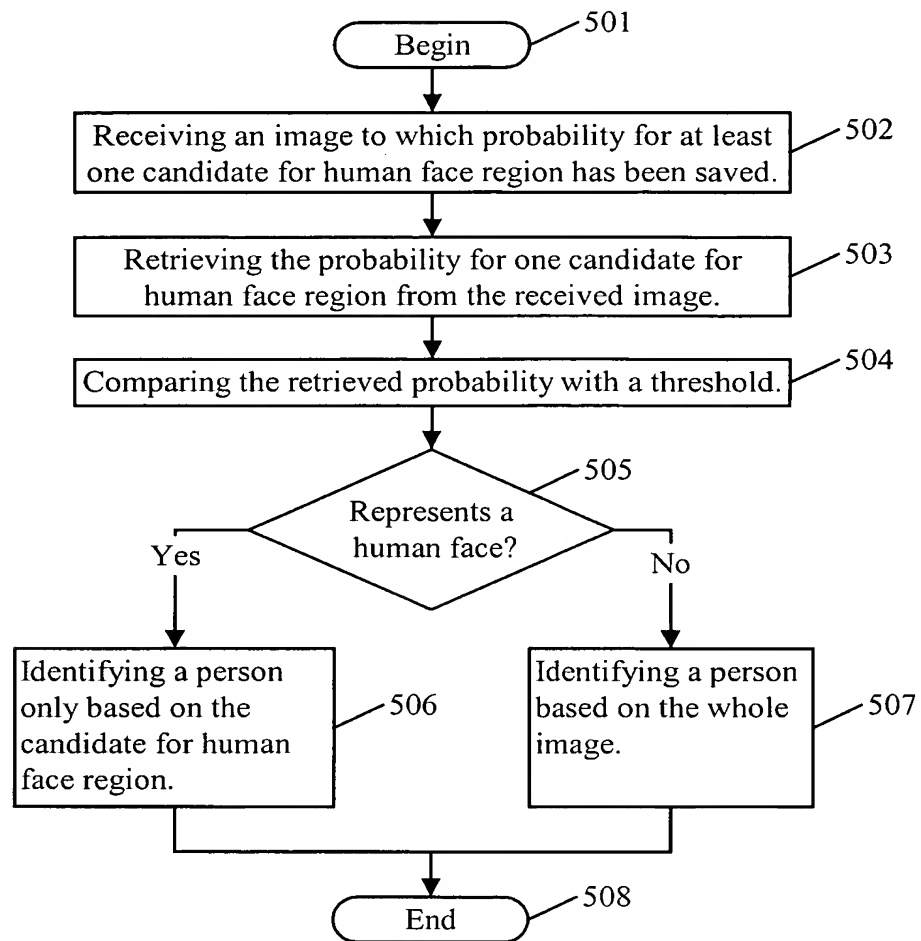 Begin
501
Receiving an image to which probability for at least
one candidate for human face region has been saved.
502
Retrieving the probability for one candidate for
human face region from the received image.
503
Comparing the retrieved probability with a threshold.
504
505
Represents a
human face?
Yes
No
Identifying a person
only based on the
candidate for human
face region.
506
Identifying a person
based on the whole
image.
507
End
508